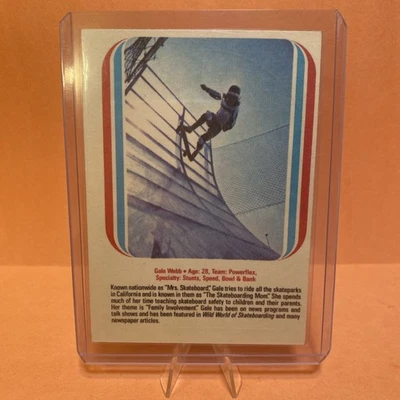 Gale Webb • Age: 28, Team: Powerflex,
Specialty: Stunts, Speed, Bowl & Bank
Known nationwide as "Mrs. Skateboard," Gale tries to ride all the skateparks
in California and is known in them as "The Skateboarding Mom." She spends
much of her time teaching skateboard safety to children and their parents.
Her theme is "Family Involvement." Gale has been on news programs and
talk shows and has been featured in Wild World of Skateboarding and many
newspaper articles.